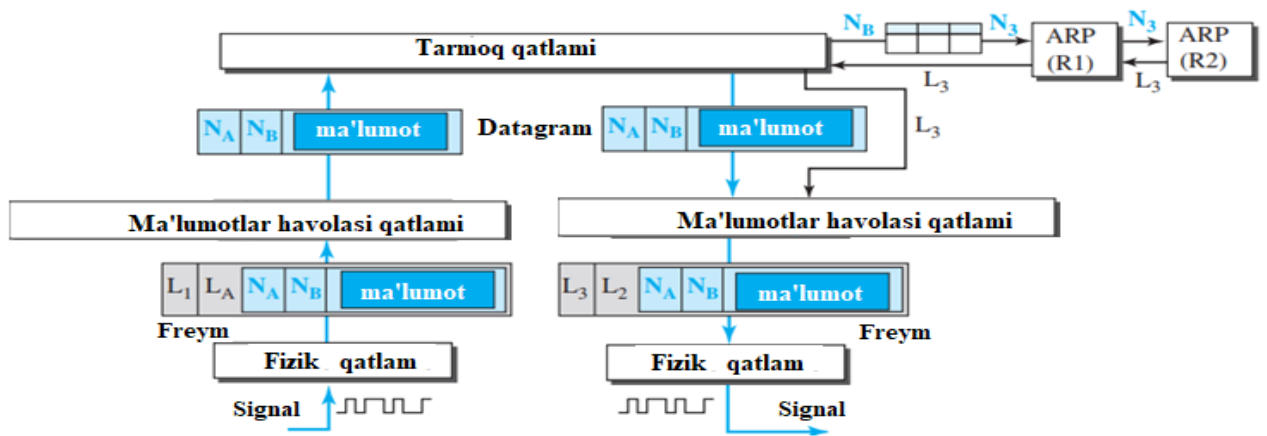 N_B N_3 ARP (R1) N_3 ARP (R2)
Tarmoq qatlami
L_3 L_3
N_A N_B ma'lumot Datagram N_A N_B ma'lumot L_3
Ma'lumotlar havolasi qatlami Ma'lumotlar havolasi qatlami
L_1 L_A N_A N_B ma'lumot L_3 L_2 N_A N_B ma'lumot
Freym Freym
Fizik qatlam Fizik qatlam
Signal Signal